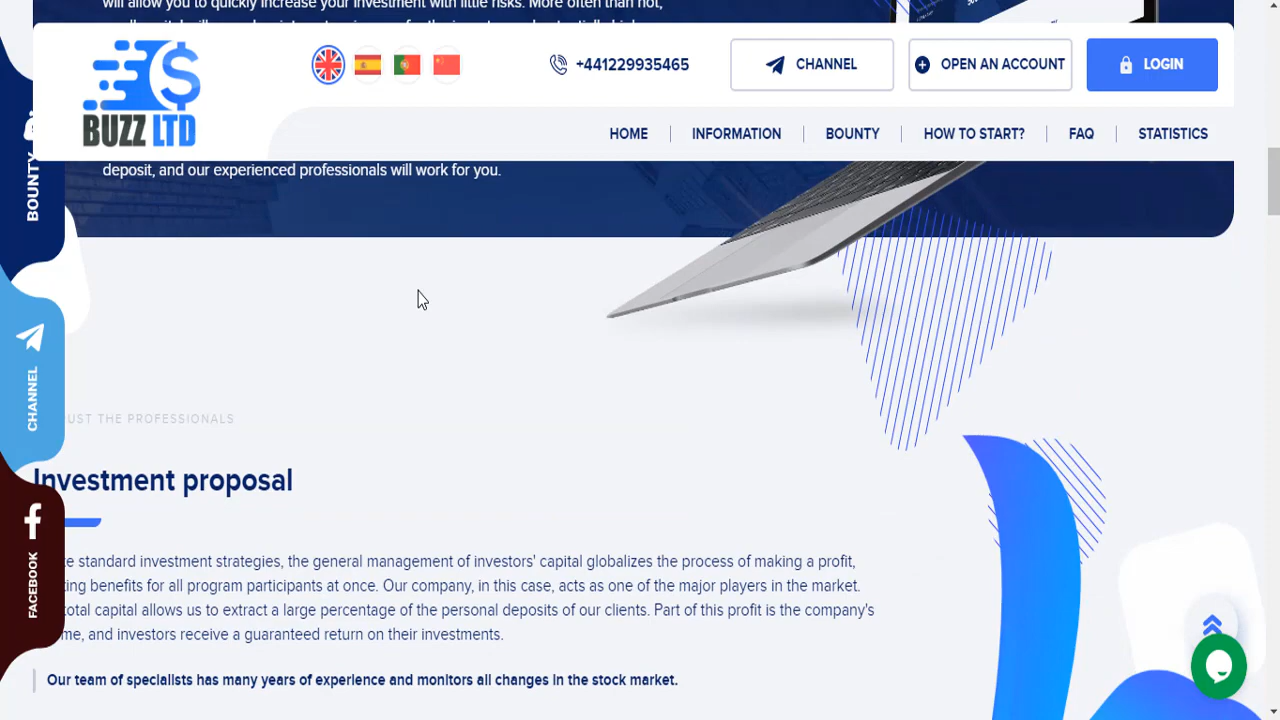 will allow you to quickly increase your investment with little risks. More often than not,
BUZZ LTD
+441229935465
CHANNEL
OPEN AN ACCOUNT
LOGIN
HOME
INFORMATION
BOUNTY
HOW TO START?
FAQ
STATISTICS
deposit, and our experienced professionals will work for you.
BOUNTY
CHANNEL
FACEBOOK
UST THE PROFESSIONALS
Investment proposal
standard investment strategies, the general management of investors' capital globalizes the process of making a profit,
benefits for all program participants at once. Our company, in this case, acts as one of the major players in the market.
total capital allows us to extract a large percentage of the personal deposits of our clients. Part of this profit is the company's
and investors receive a guaranteed return on their investments.
Our team of specialists has many years of experience and monitors all changes in the stock market.